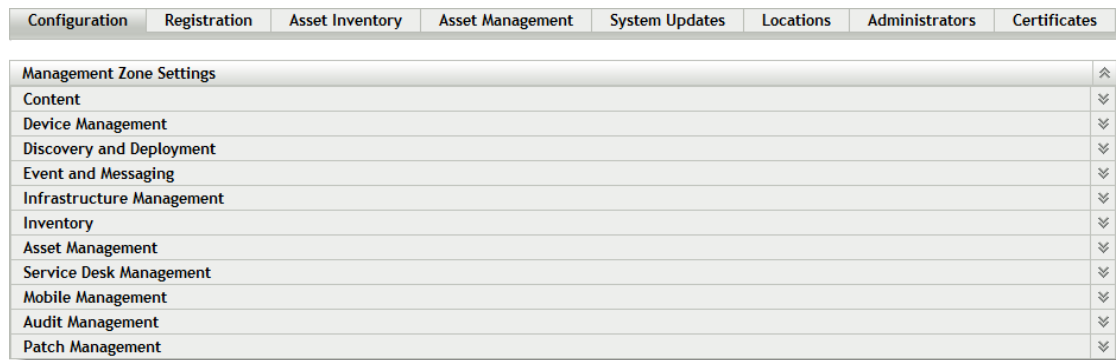 Configuration Registration Asset Inventory Asset Management System Updates Locations Administrators Certificates
Management Zone Settings
Content
Device Management
Discovery and Deployment
Event and Messaging
Infrastructure Management
Inventory
Asset Management
Service Desk Management
Mobile Management
Audit Management
Patch Management